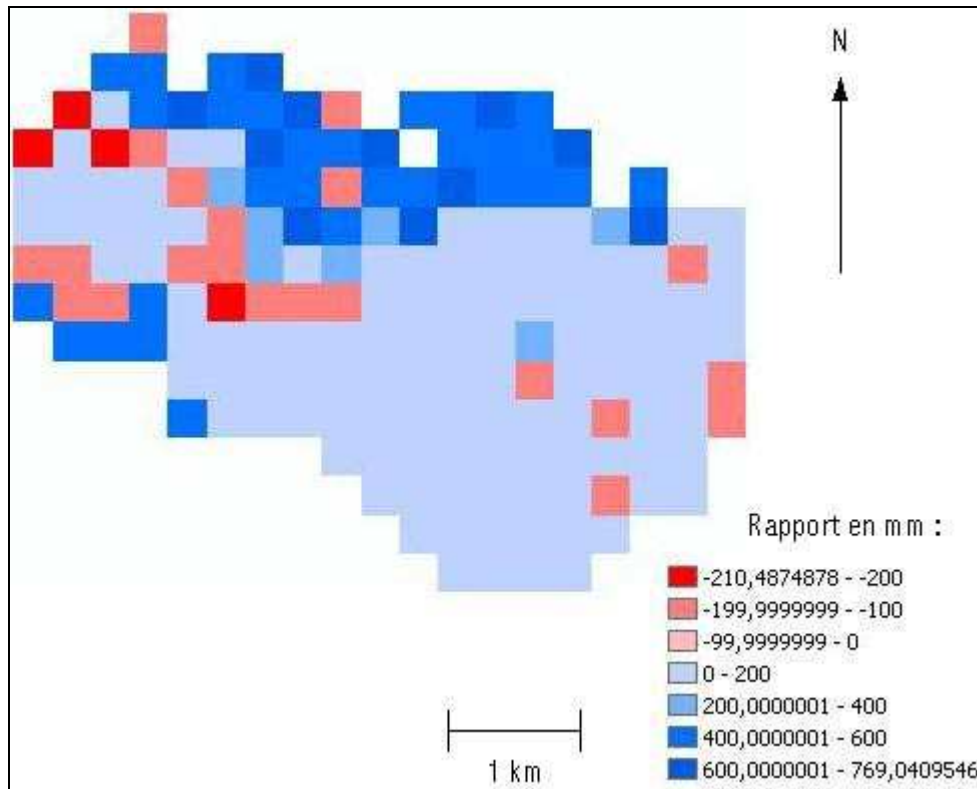 N
Rapport en mm :
-210,4874878 - -200
-199,9999999 - -100
-99,9999999 - 0
0 - 200
200,0000001 - 400
400,0000001 - 600
600,0000001 - 769,0409546
1 km